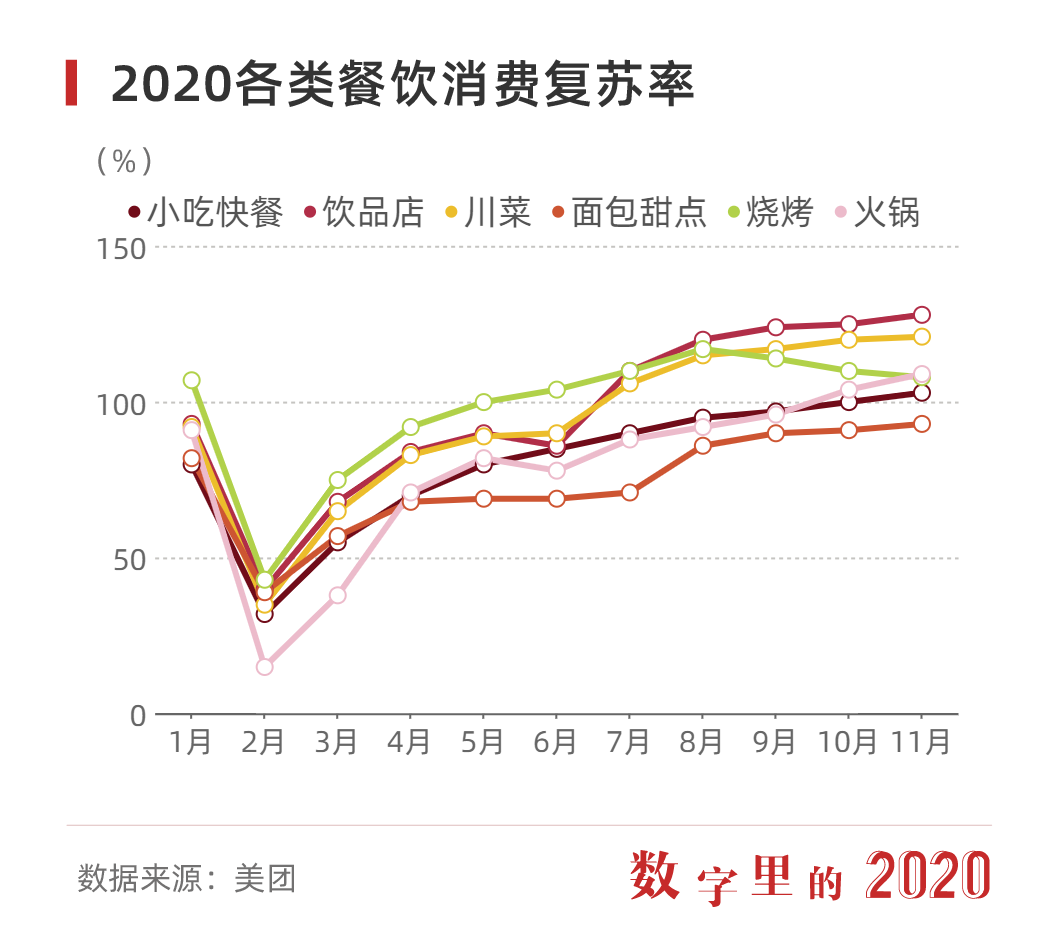 2020各类餐饮消费复苏率
(%)
小吃快餐 饮品店 川菜 面包甜点 烧烤 火锅
150
100
50
0
1月 2月 3月 4月 5月 6月 7月 8月 9月 10月 11月
数据来源：美团
数字里的2020